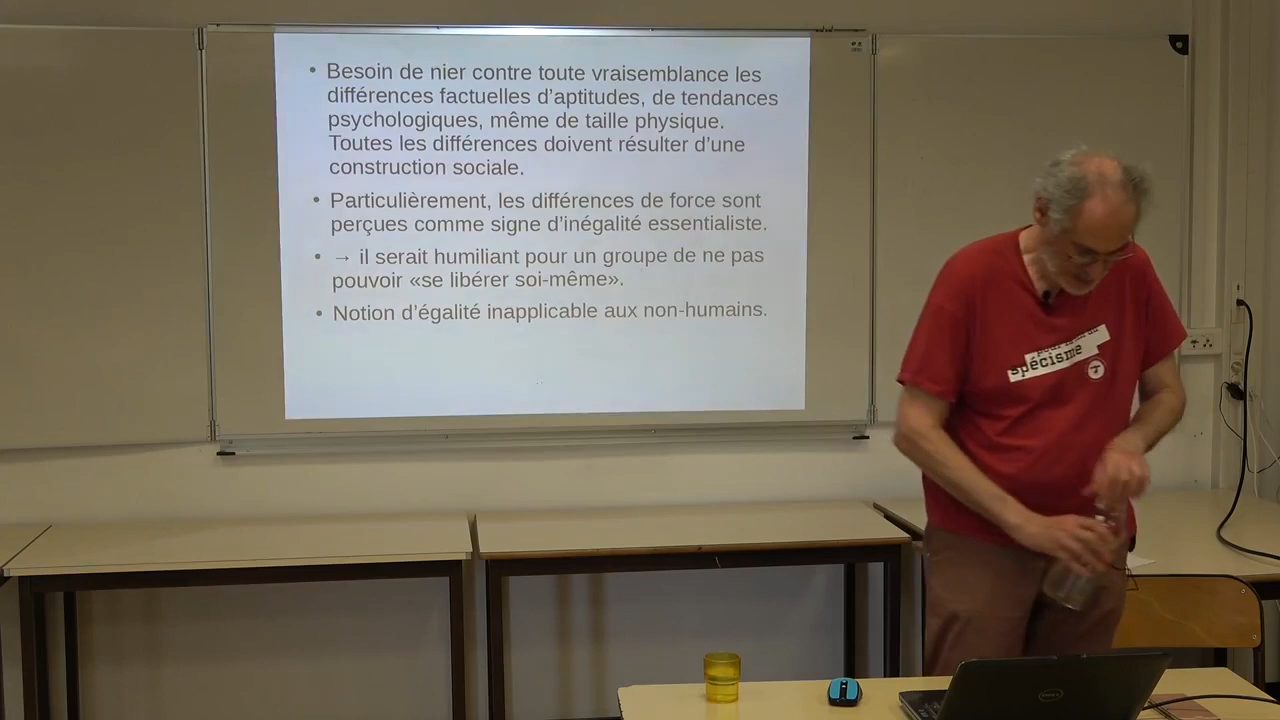 • Besoin de nier contre toute vraisemblance les
différences factuelles d'aptitudes, de tendances
psychologiques, même de taille physique.
Toutes les différences doivent résulter d'une
construction sociale.
• Particulièrement, les différences de force sont
perçues comme signe d'inégalité essentialiste.
• → il serait humiliant pour un groupe de ne pas
pouvoir «se libérer soi-même».
• Notion d'égalité inapplicable aux non-humains.
spécisme